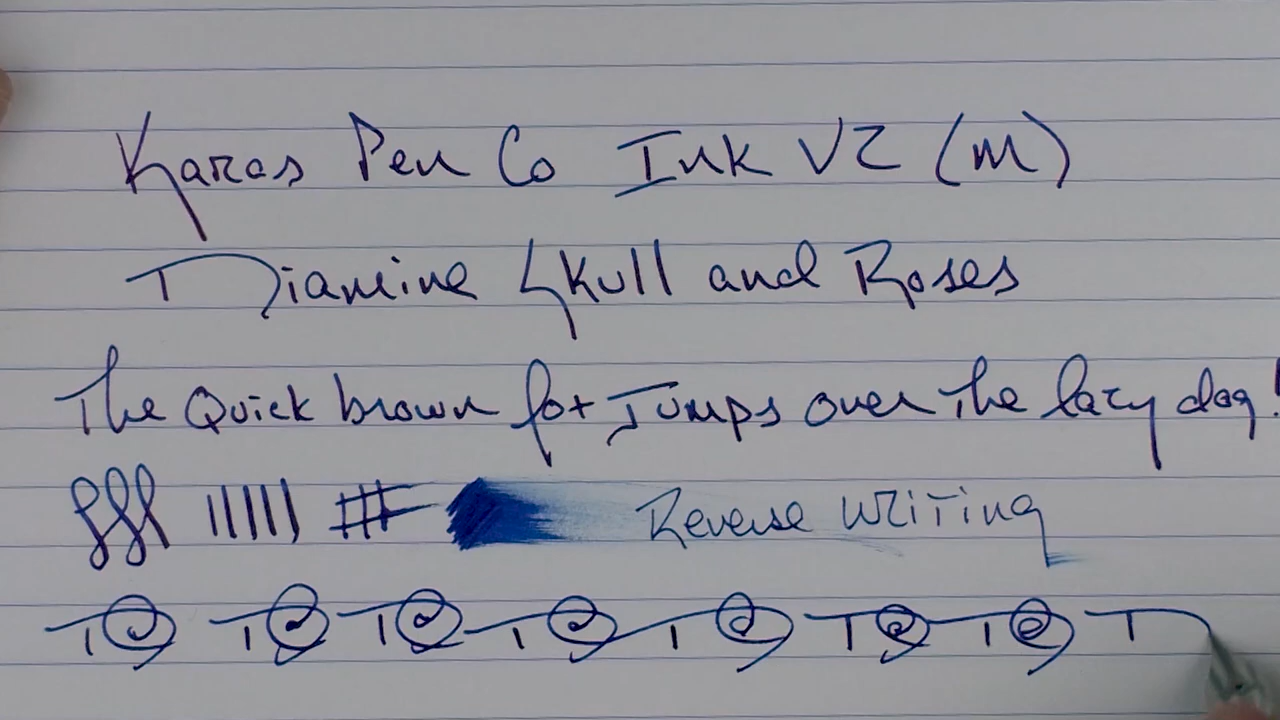 Karas Pen Co Ink V2 (M)
Diamine Skull and Roses
The Quick brown fox Jumps over The lazy dog!
Reverse Writing